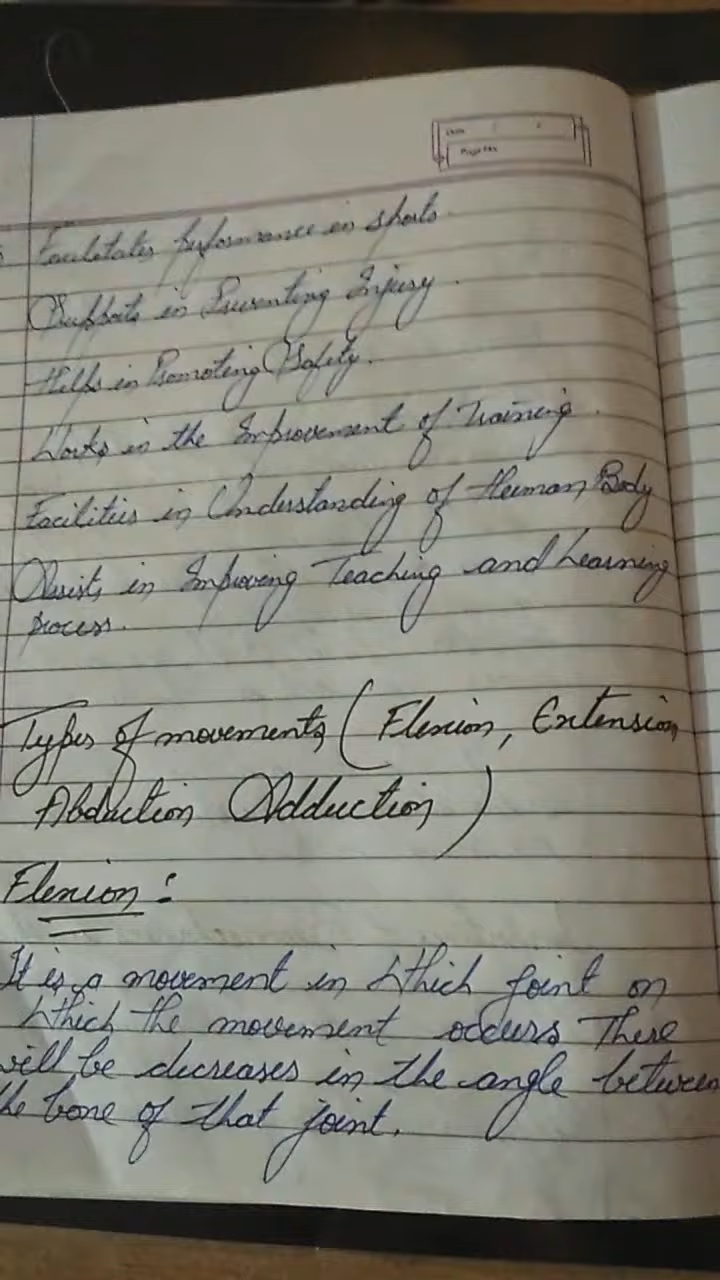 Date
Page No.
Facilitates performance in sports.
Supports in Preventing Injury.
Helps in Promoting Safety.
Works in the Improvement of Training.
Facilities in Understanding of Human Body
Assists in Improving Teaching and Learning
process.
Types of movements (Flexion, Extension,
Abduction Adduction)
Flexion:
It is a movement in which joint on
which the movement occurs There
will be decreases in the angle between
the bone of that joint.